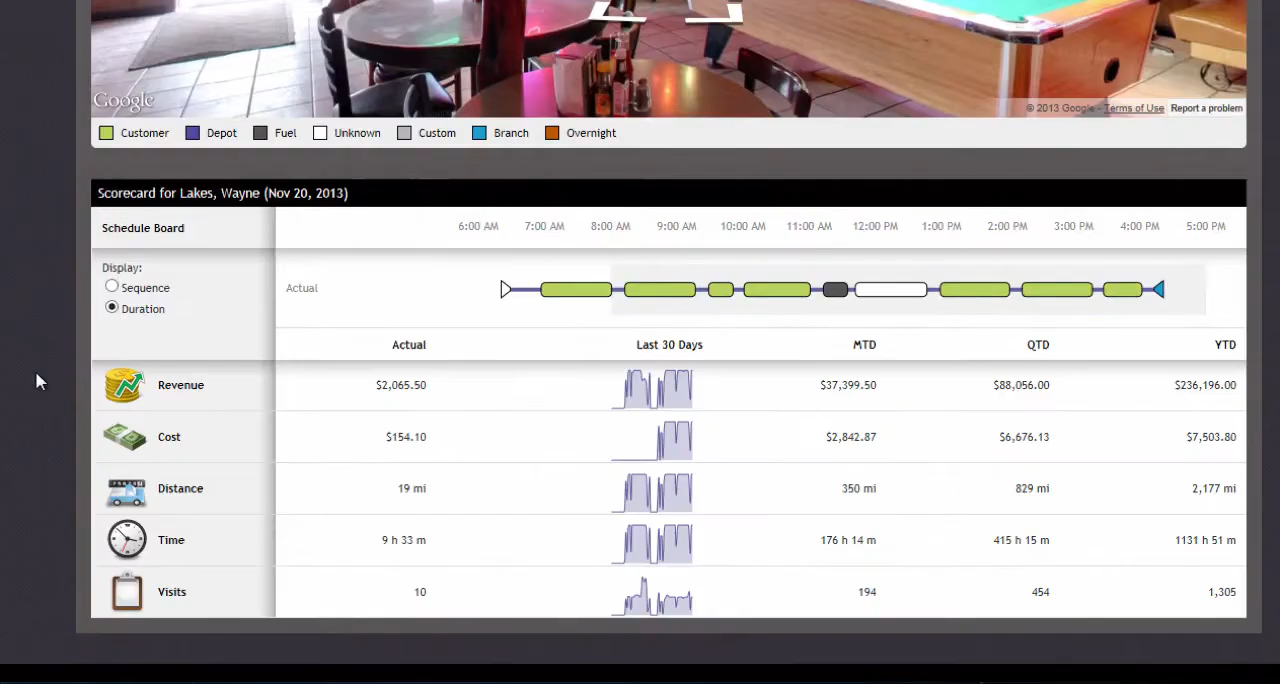 Google
© 2013 Google - Terms of Use Report a problem
Customer Depot Fuel Unknown Custom Branch Overnight
Scorecard for Lakes, Wayne (Nov 20, 2013)
Schedule Board 6:00 AM 7:00 AM 8:00 AM 9:00 AM 10:00 AM 11:00 AM 12:00 PM 1:00 PM 2:00 PM 3:00 PM 4:00 PM 5:00 PM
Display:
Sequence
Actual
Duration
Actual Last 30 Days MTD QTD YTD
Revenue $2,065.50 $37,399.50 $88,056.00 $236,196.00
Cost $154.10 $2,842.87 $6,676.13 $7,503.80
Distance 19 mi 350 mi 829 mi 2,177 mi
Time 9 h 33 m 176 h 14 m 415 h 15 m 1131 h 51 m
Visits 10 194 454 1,305